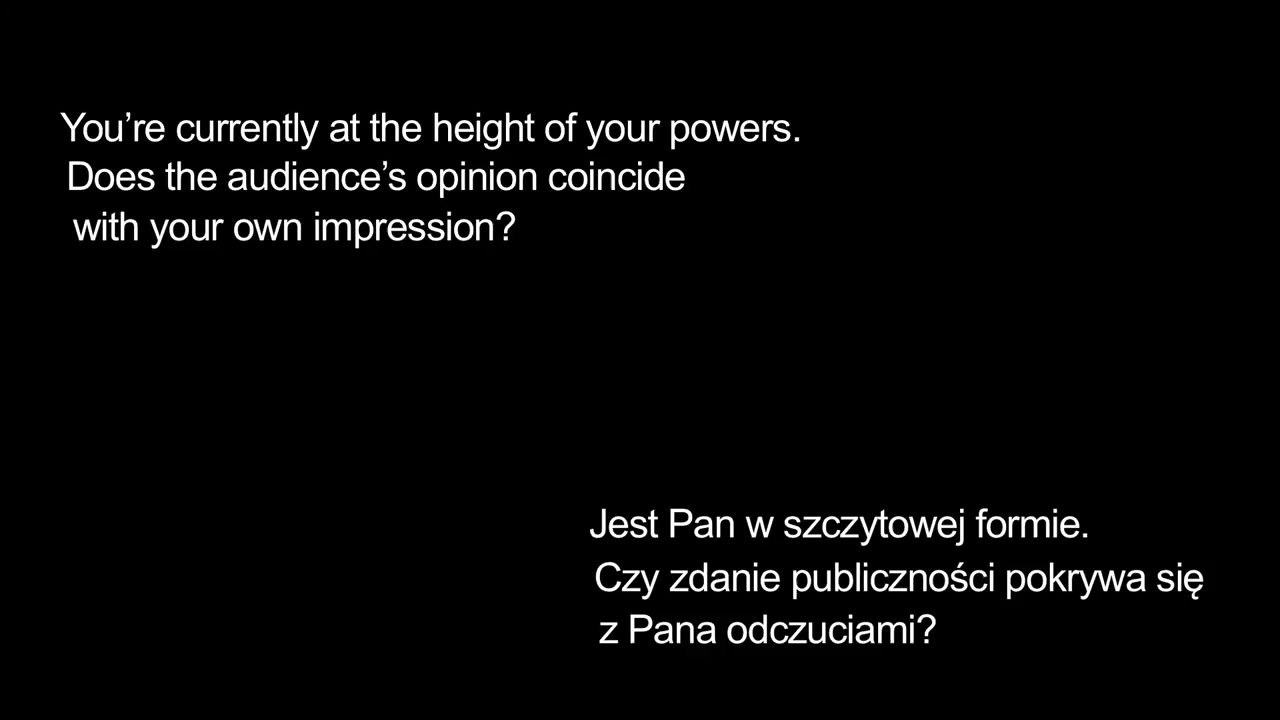 You’re currently at the height of your powers.
Does the audience’s opinion coincide
with your own impression?
Jest Pan w szczytowej formie.
Czy zdanie publiczności pokrywa się
z Pana odczuciami?